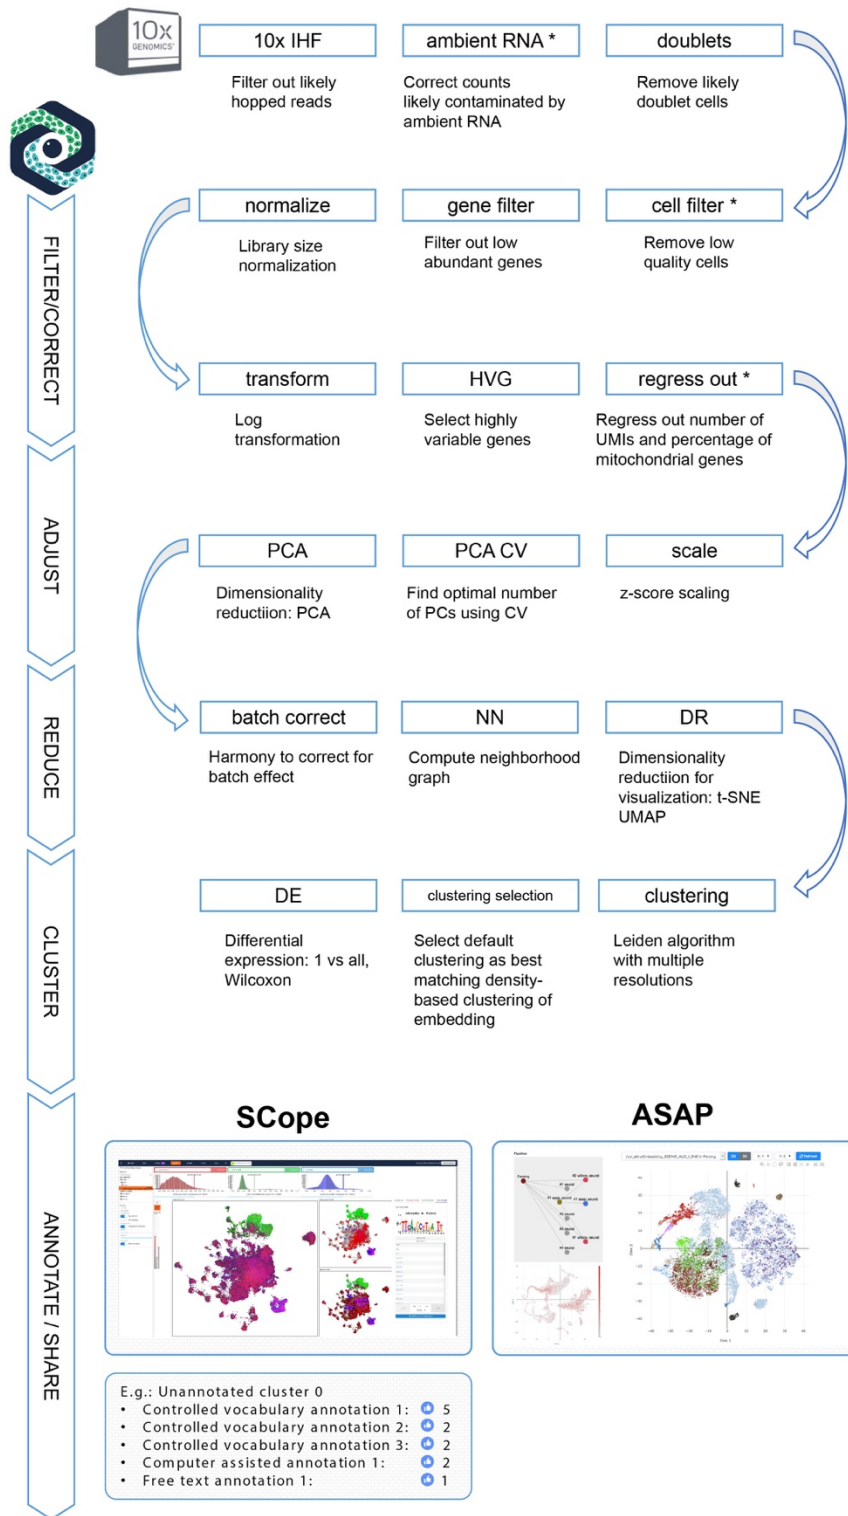 10x
GENOMICS
10x IHF
ambient RNA *
doublets
Filter out likely
hopped reads
Correct counts
likely contaminated by
ambient RNA
Remove likely
doublet cells
FILTER/CORRECT
normalize
gene filter
cell filter *
Library size
normalization
Filter out low
abundant genes
Remove low
quality cells
transform
HVG
regress out *
Log
transformation
Select highly
variable genes
Regress out number of
UMIs and percentage of
mitochondrial genes
ADJUST
PCA
PCA CV
scale
Dimensionality
reductiion: PCA
Find optimal number
of PCs using CV
z-score scaling
REDUCE
batch correct
NN
DR
Harmony to correct for
batch effect
Compute neighborhood
graph
Dimensionality
reductiion for
visualization: t-SNE
UMAP
CLUSTER
DE
clustering selection
clustering
Differential
expression: 1 vs all,
Wilcoxon
Select default
clustering as best
matching density-
based clustering of
embedding
Leiden algorithm
with multiple
resolutions
ANNOTATE / SHARE
SCope
ASAP
Pipeline
E.g.: Unannotated cluster 0
• Controlled vocabulary annotation 1: 5
• Controlled vocabulary annotation 2: 2
• Controlled vocabulary annotation 3: 2
• Computer assisted annotation 1: 2
• Free text annotation 1: 1